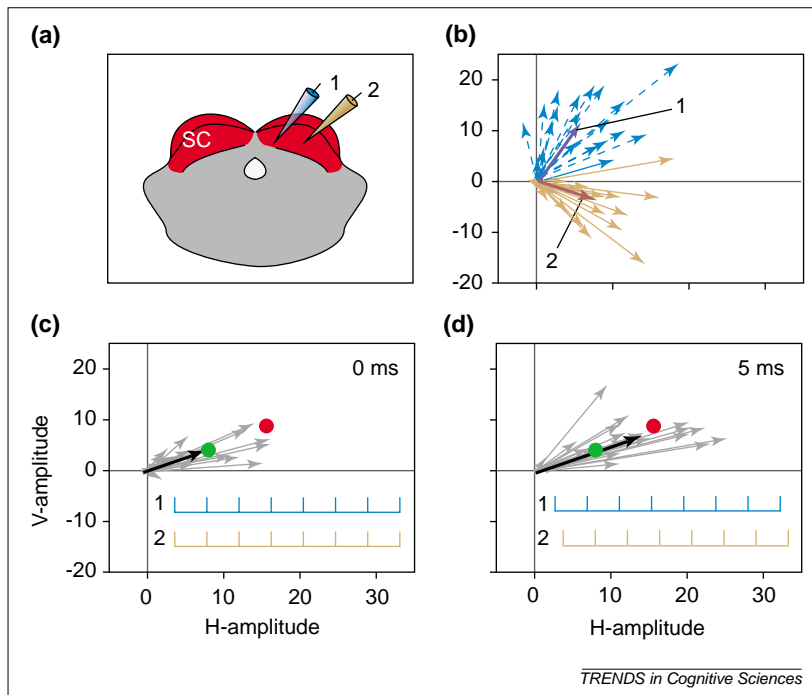 (a)
1
2
SC
(b)
20
10
0
-10
-20
1
2
(c)
0 ms
20
10
0
-10
-20
V-amplitude
1
2
0 10 20 30
H-amplitude
(d)
5 ms
1
2
0 10 20 30
H-amplitude
TRENDS in Cognitive Sciences